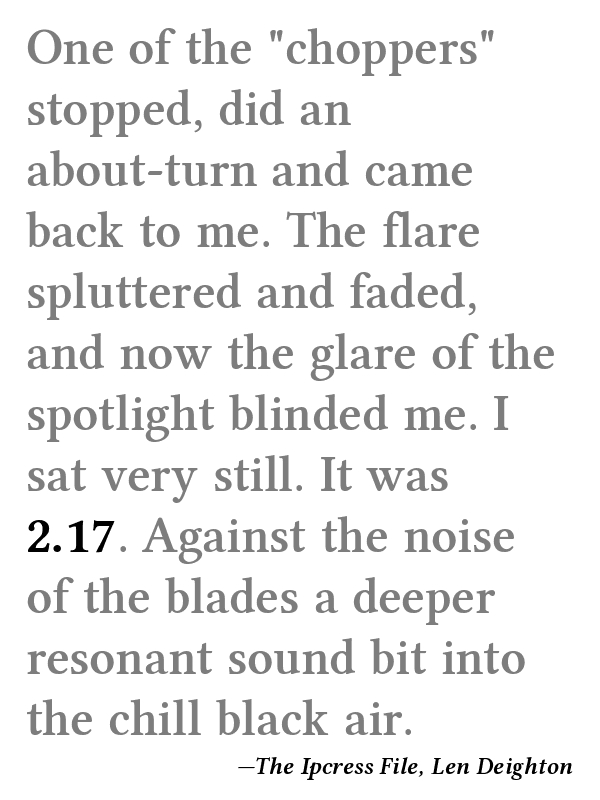 One of the "choppers"
stopped, did an
about-turn and came
back to me. The flare
spluttered and faded,
and now the glare of the
spotlight blinded me. I
sat very still. It was
2.17. Against the noise
of the blades a deeper
resonant sound bit into
the chill black air.
—The Ipcress File, Len Deighton